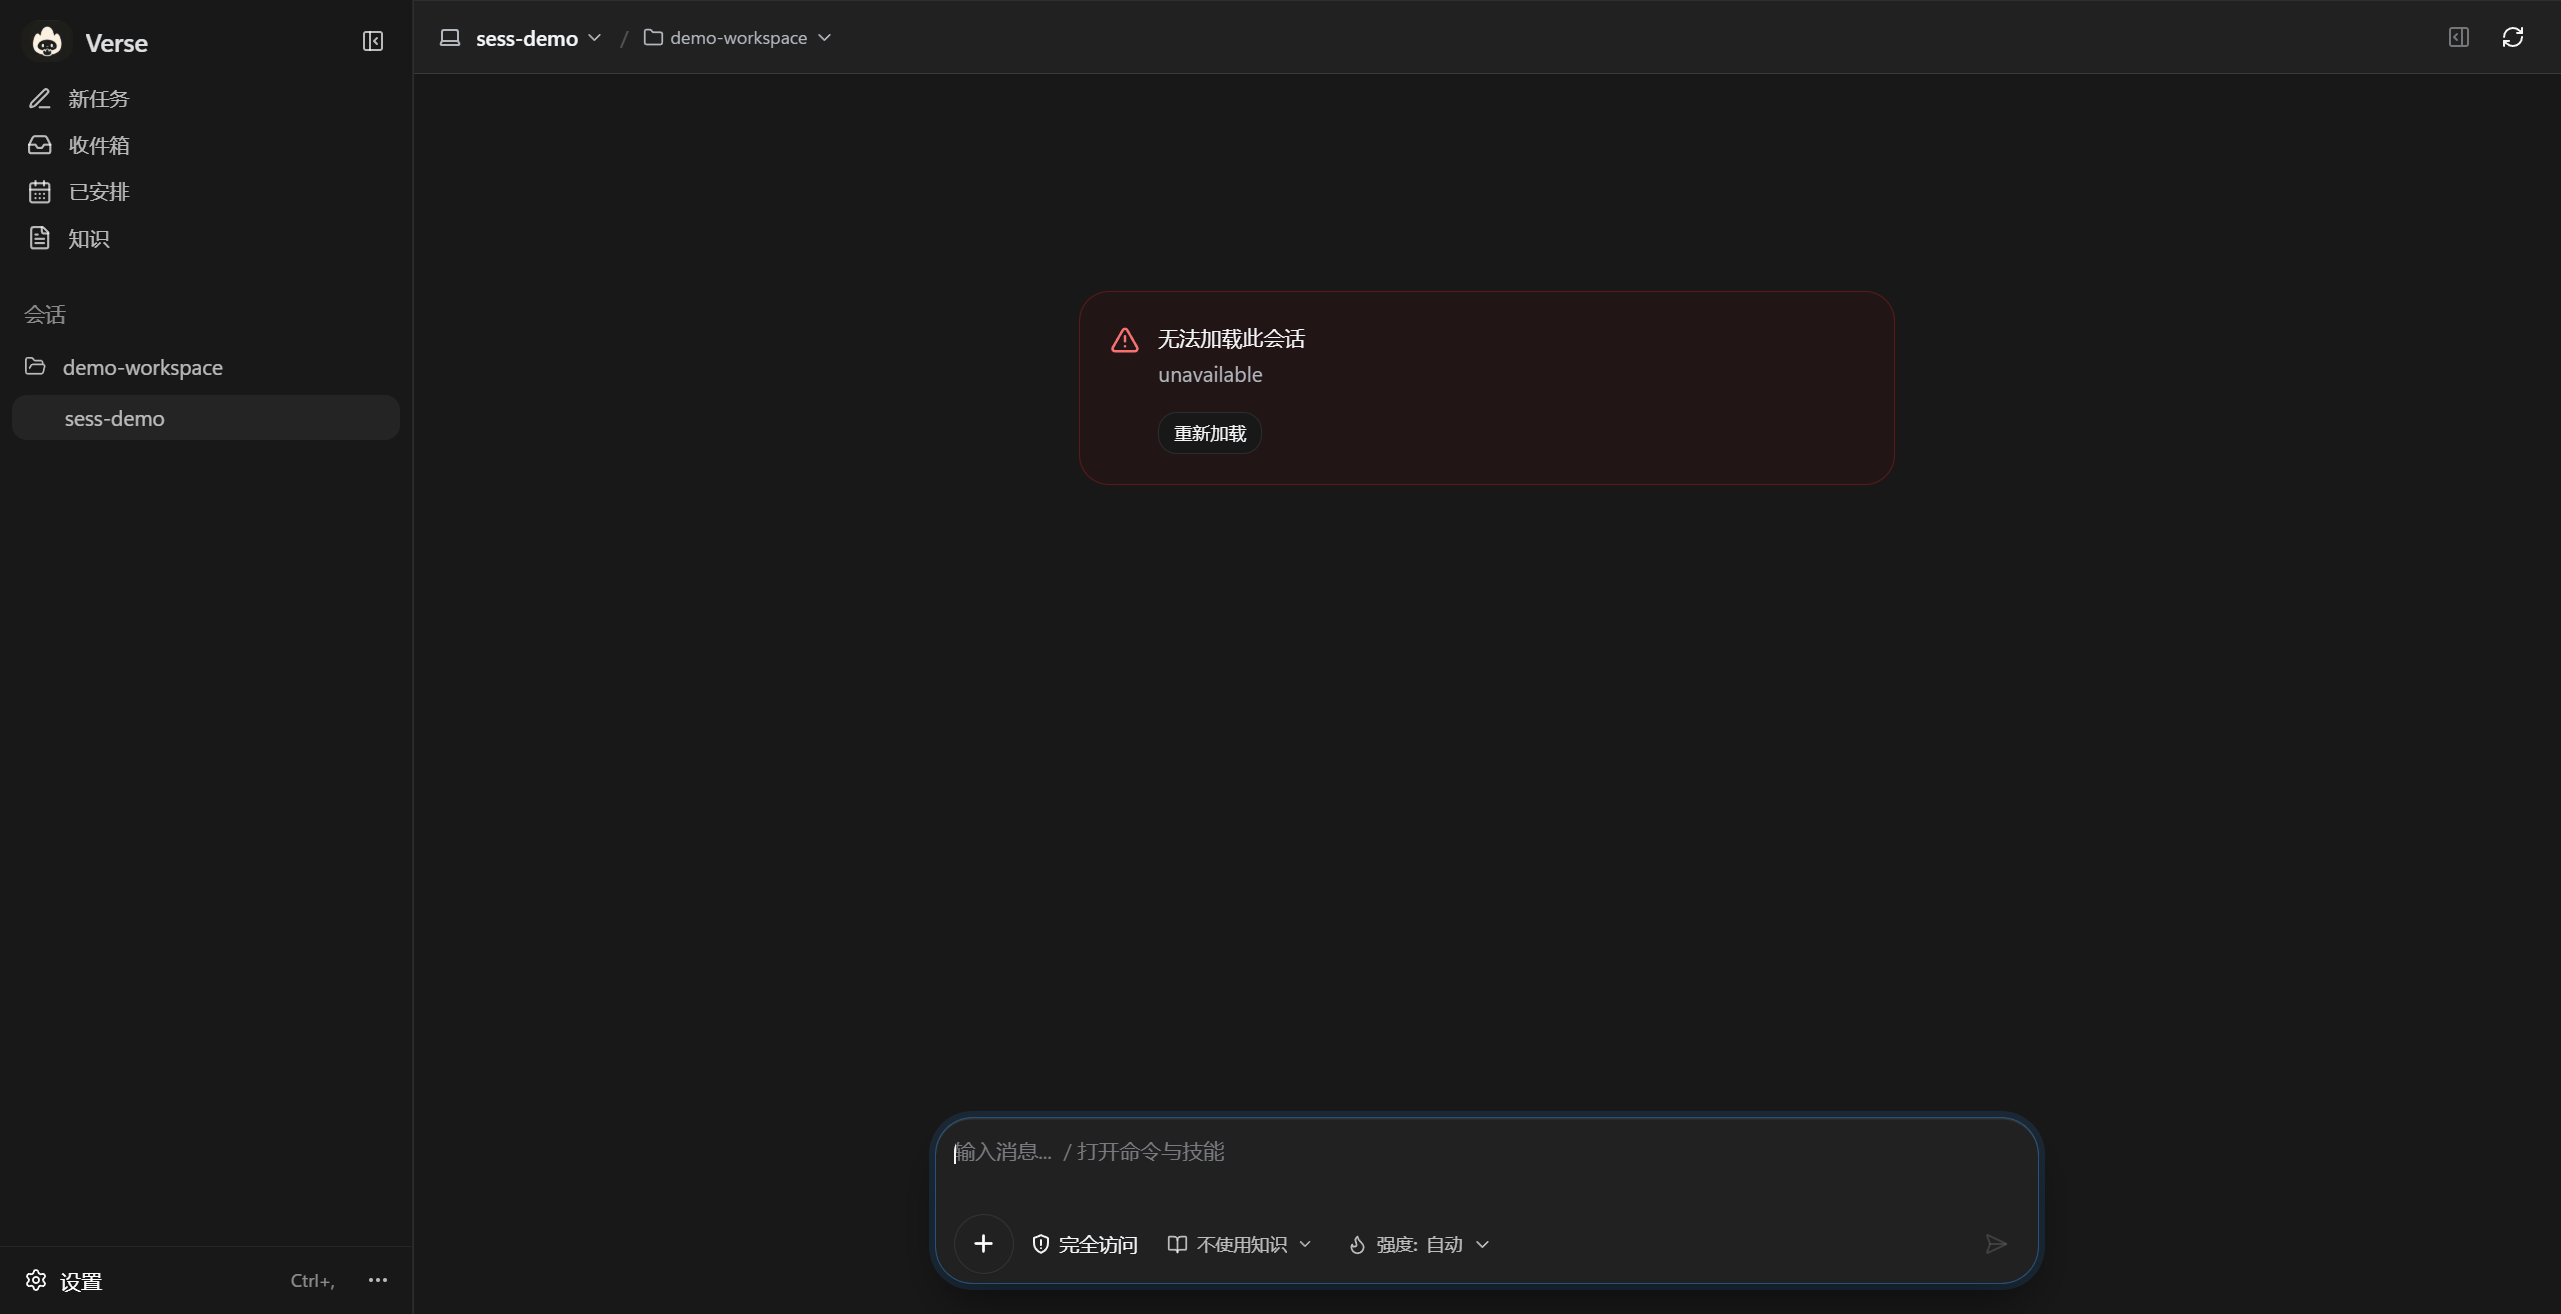 Verse
新任务
收件箱
已安排
知识
会话
demo-workspace
sess-demo
设置 Ctrl+,
sess-demo / demo-workspace
无法加载此会话
unavailable
重新加载
输入消息... / 打开命令与技能
完全访问 不使用知识 强度: 自动